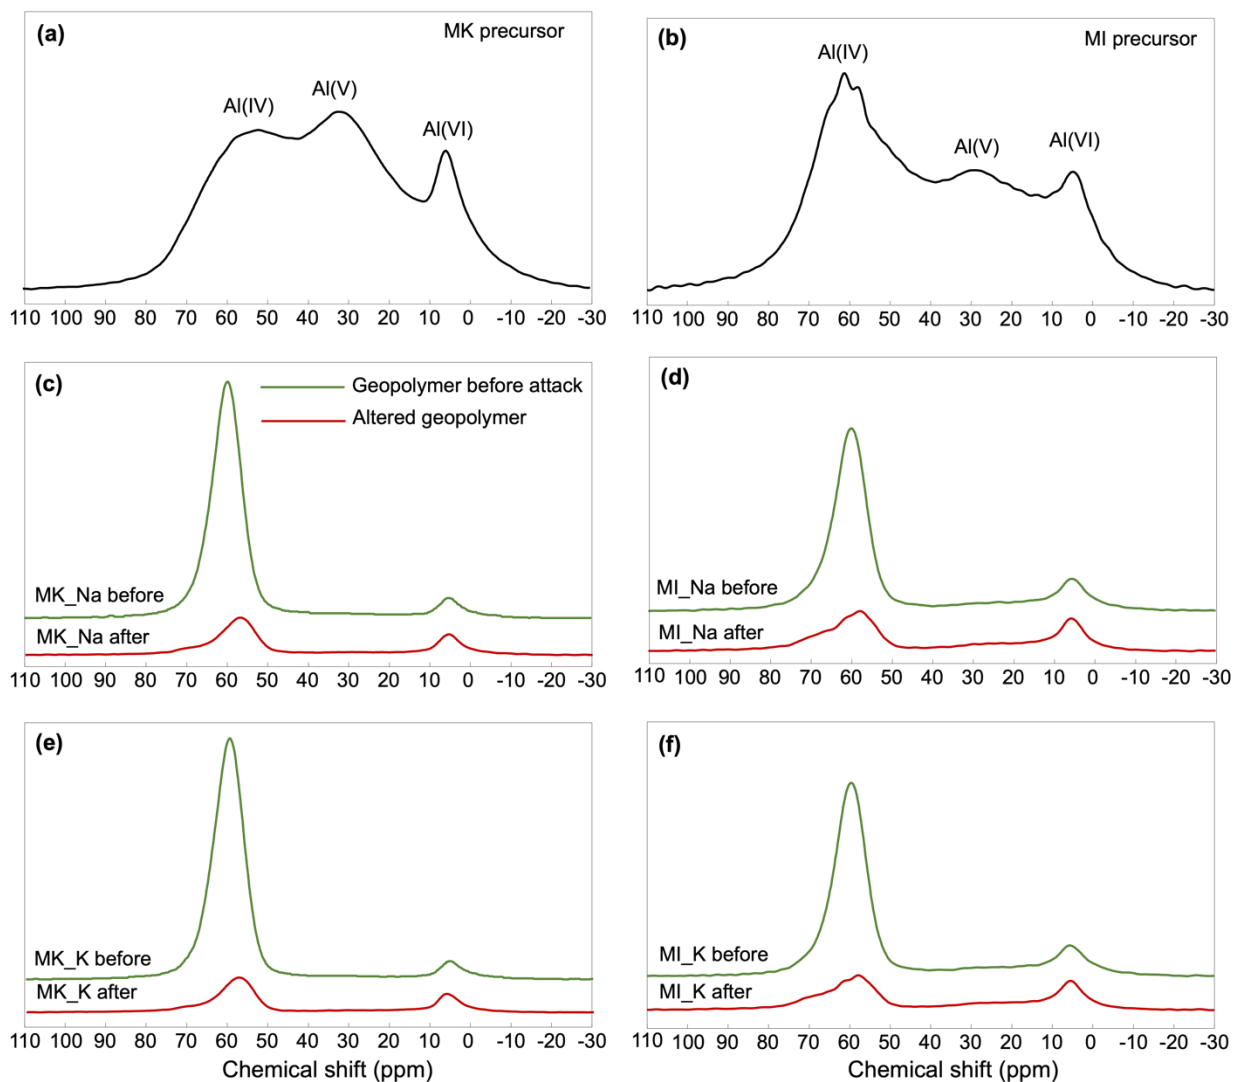 (a)
MK precursor
Al(IV)
Al(V)
Al(VI)
110 100 90 80 70 60 50 40 30 20 10 0 -10 -20 -30
(b)
MI precursor
Al(IV)
Al(V)
Al(VI)
110 100 90 80 70 60 50 40 30 20 10 0 -10 -20 -30
(c)
Geopolymer before attack
Altered geopolymer
MK_Na before
MK_Na after
110 100 90 80 70 60 50 40 30 20 10 0 -10 -20 -30
(d)
MI_Na before
MI_Na after
110 100 90 80 70 60 50 40 30 20 10 0 -10 -20 -30
(e)
MK_K before
MK_K after
110 100 90 80 70 60 50 40 30 20 10 0 -10 -20 -30
Chemical shift (ppm)
(f)
MI_K before
MI_K after
110 100 90 80 70 60 50 40 30 20 10 0 -10 -20 -30
Chemical shift (ppm)